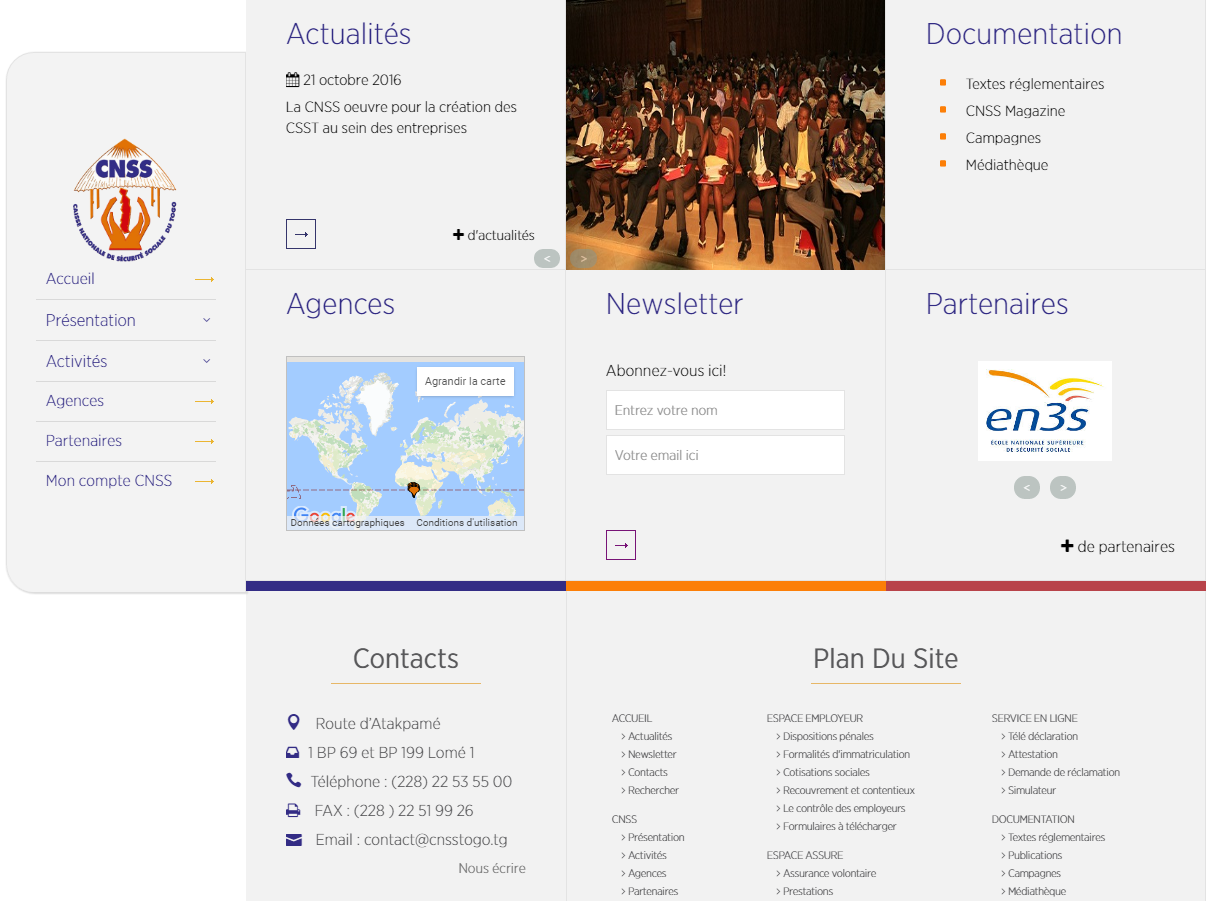 CNSS
CAISSE NATIONALE DE SÉCURITÉ SOCIALE DU TOGO
Accueil
Présentation
Activités
Agences
Partenaires
Mon compte CNSS
Actualités
21 octobre 2016
La CNSS oeuvre pour la création des
CSST au sein des entreprises
+ d'actualités
< >
Documentation
Textes réglementaires
CNSS Magazine
Campagnes
Médiathèque
Agences
Agrandir la carte
Google
Données cartographiques Conditions d'utilisation
Newsletter
Abonnez-vous ici!
Entrez votre nom
Votre email ici
Partenaires
en3s
ÉCOLE NATIONALE SUPÉRIEURE
DE SÉCURITÉ SOCIALE
< >
+ de partenaires
Contacts
Route d'Atakpamé
1 BP 69 et BP 199 Lomé 1
Téléphone : (228) 22 53 55 00
FAX : (228 ) 22 51 99 26
Email : contact@cnsstogo.tg
Nous écrire
Plan Du Site
ACCUEIL
> Actualités
> Newsletter
> Contacts
> Rechercher
CNSS
> Présentation
> Activités
> Agences
> Partenaires
ESPACE EMPLOYEUR
> Dispositions pénales
> Formalités d'immatriculation
> Cotisations sociales
> Recouvrement et contentieux
> Le contrôle des employeurs
> Formulaires à télécharger
ESPACE ASSURE
> Assurance volontaire
> Prestations
SERVICE EN LIGNE
> Télé déclaration
> Attestation
> Demande de réclamation
> Simulateur
DOCUMENTATION
> Textes réglementaires
> Publications
> Campagnes
> Médiathèque